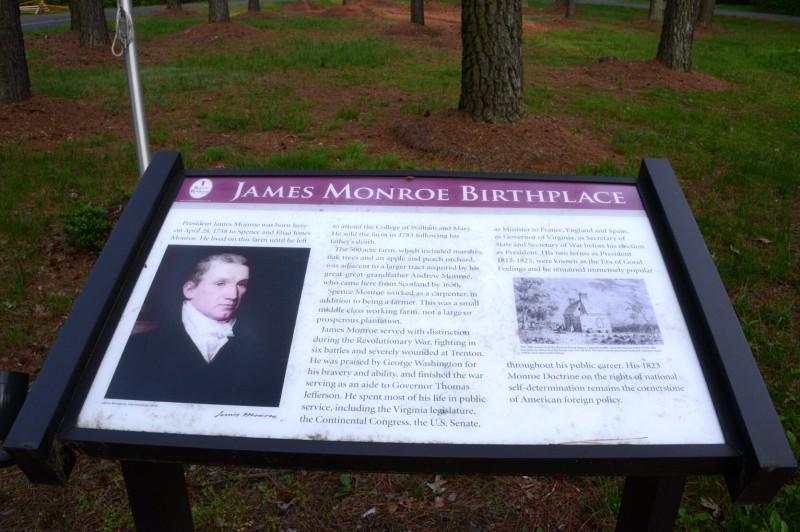 JAMES MONROE BIRTHPLACE
President James Monroe was born here
on April 28, 1758 to Spence and Eliza Jones
Monroe. He lived on this farm until he left
James Monroe
to attend the College of William and Mary.
He sold the farm in 1783 following his
father's death.
The 500 acre farm, which included marshes,
oak trees and an apple and peach orchard,
was adjacent to a larger tract acquired by his
great-great-grandfather Andrew Monroe,
who came here from Scotland by 1650.
Spence Monroe worked as a carpenter, in
addition to being a farmer. This was a small
middle class working farm, not a large or
prosperous plantation.
James Monroe served with distinction
during the Revolutionary War, fighting in
six battles and severely wounded at Trenton.
He was praised by George Washington for
his bravery and ability, and finished the war
serving as an aide to Governor Thomas
Jefferson. He spent most of his life in public
service, including the Virginia legislature,
the Continental Congress, the U.S. Senate,
as Minister to France, England and Spain,
as Governor of Virginia, as Secretary of
State and Secretary of War before his election
as President. His two terms as President
(1817-1825) were known as the Era of Good
Feelings and he remained immensely popular
throughout his public career. His 1823
Monroe Doctrine on the rights of national
self-determination remains the cornerstone
of American foreign policy.